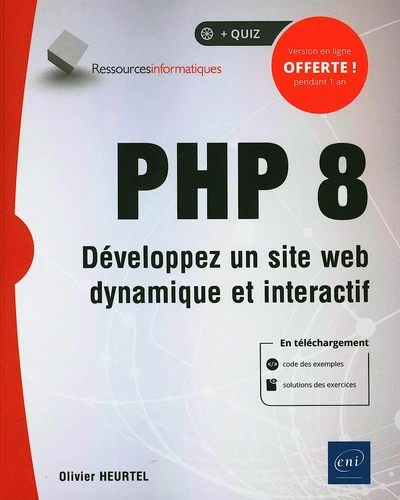 + QUIZ
Version en ligne
OFFERTE !
pendant 1 an
Ressourcesinformatiques
PHP 8
Développez un site web
dynamique et interactif
En téléchargement
</>
code des exemples
solutions des exercices
Olivier HEURTEL
eni